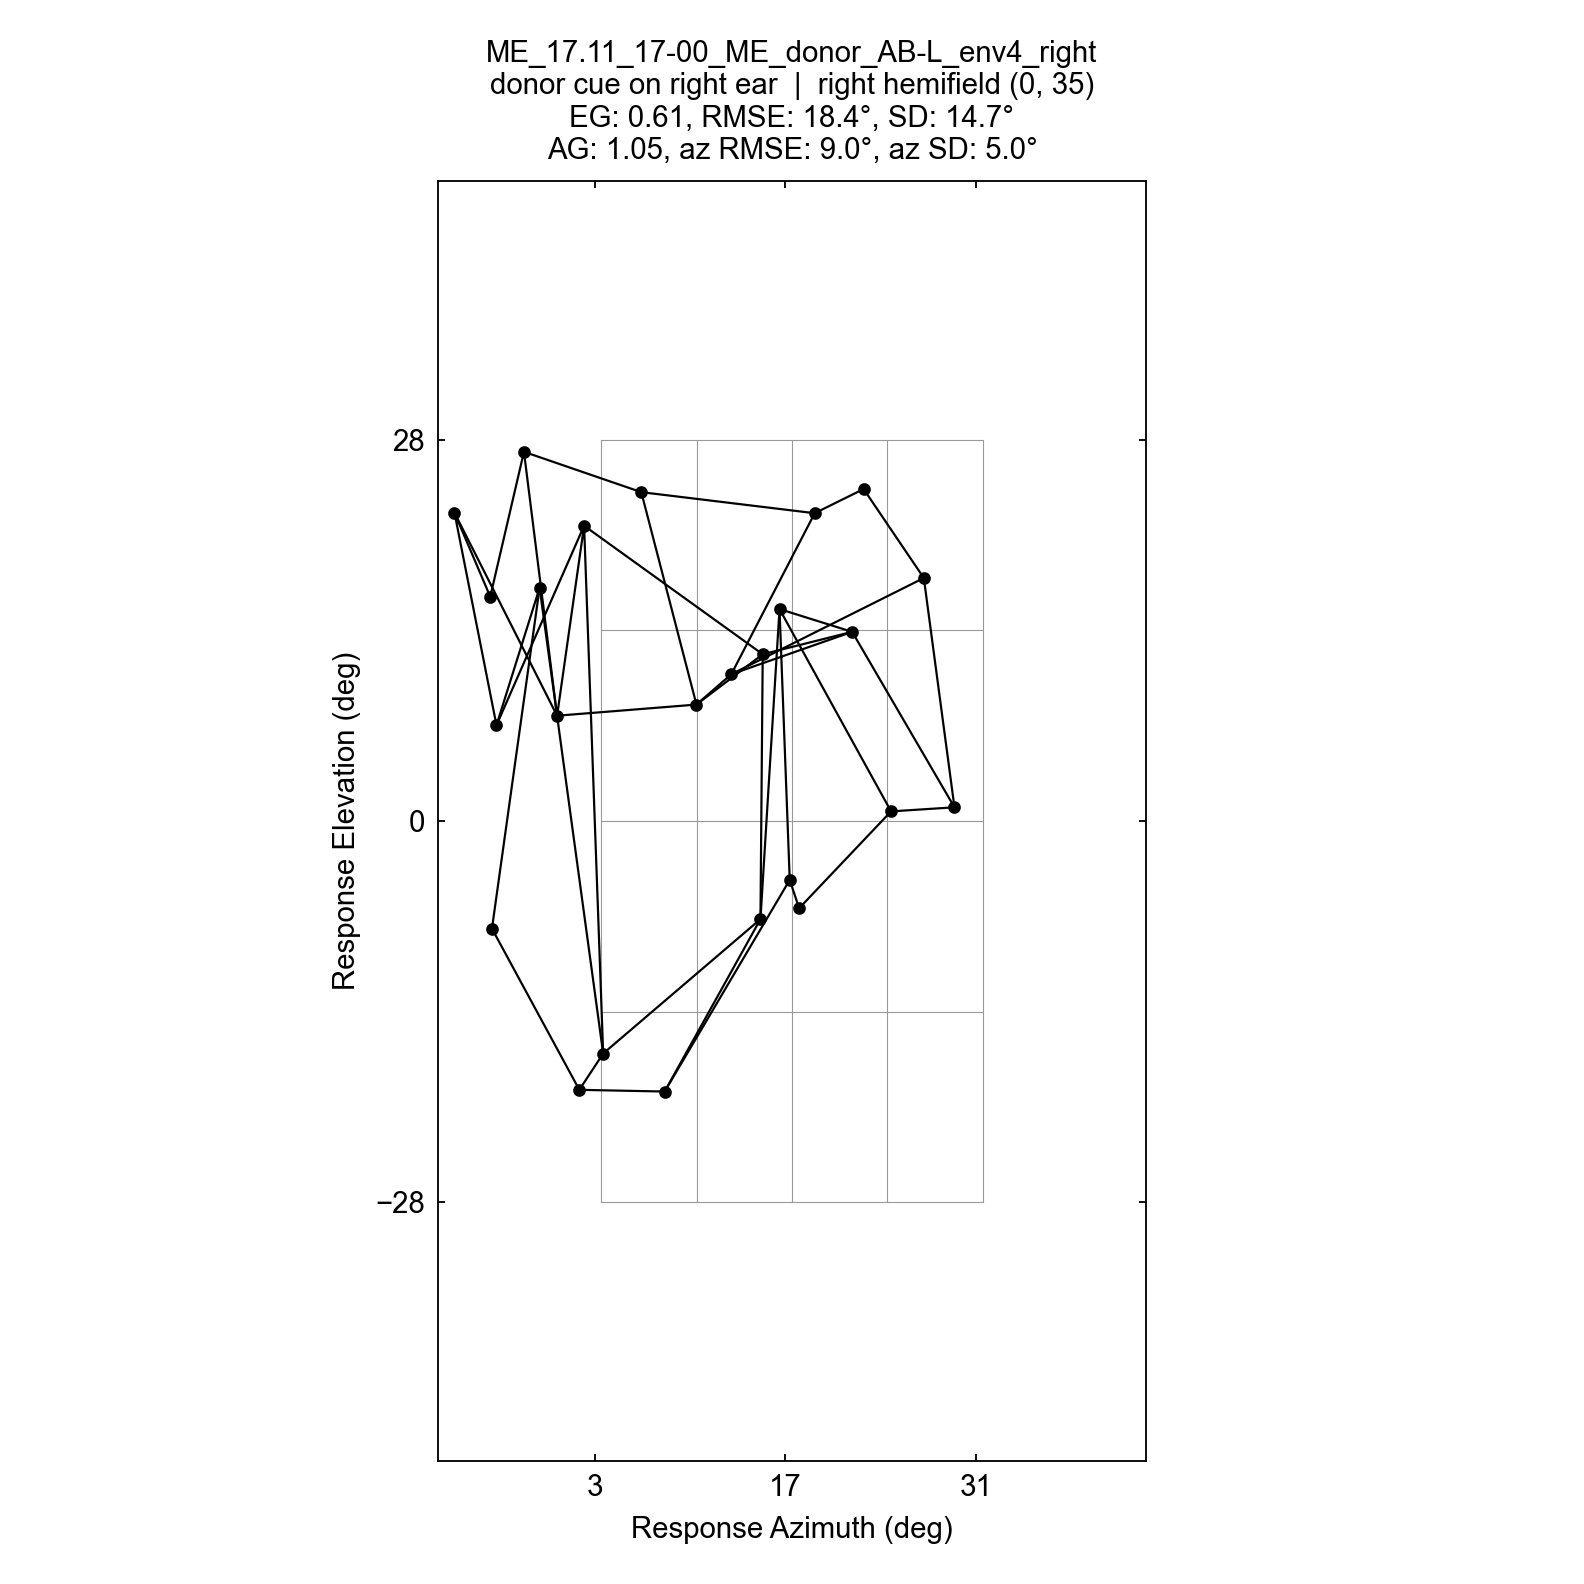 ME_17.11_17-00_ME_donor_AB-L_env4_right
donor cue on right ear | right hemifield (0, 35)
EG: 0.61, RMSE: 18.4°, SD: 14.7°
AG: 1.05, az RMSE: 9.0°, az SD: 5.0°
28
0
−28
Response Elevation (deg)
3 17 31
Response Azimuth (deg)